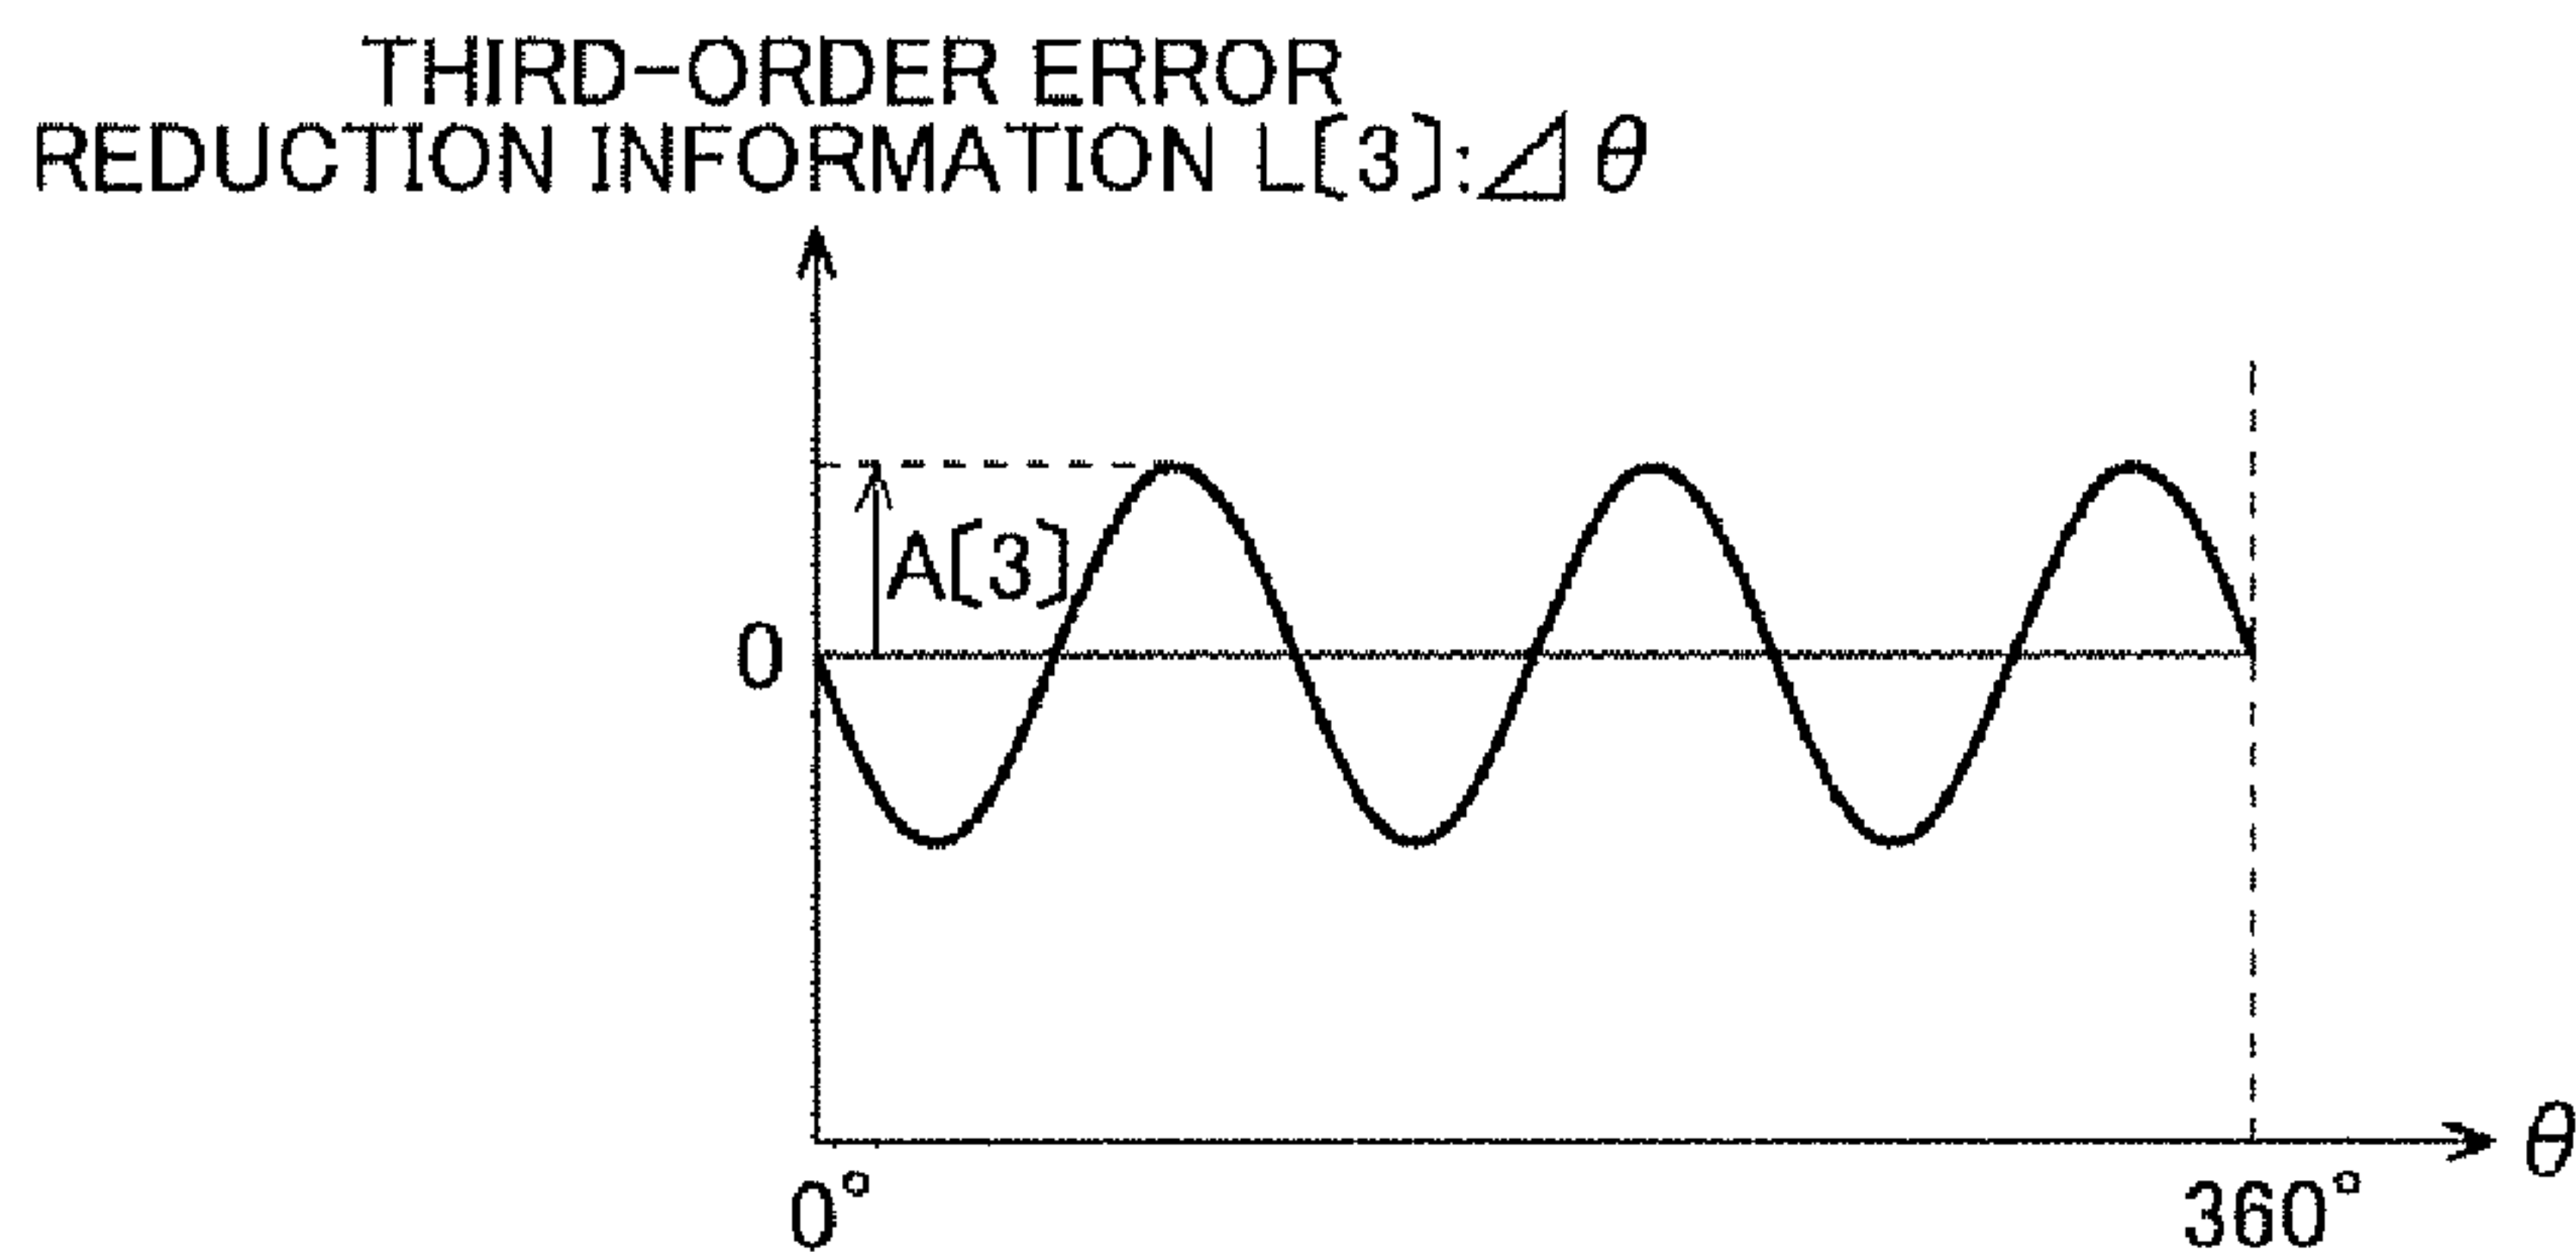 THIRD-ORDER ERROR
REDUCTION INFORMATION L[3]:⊿θ
A[3]
0
θ
0°
360°